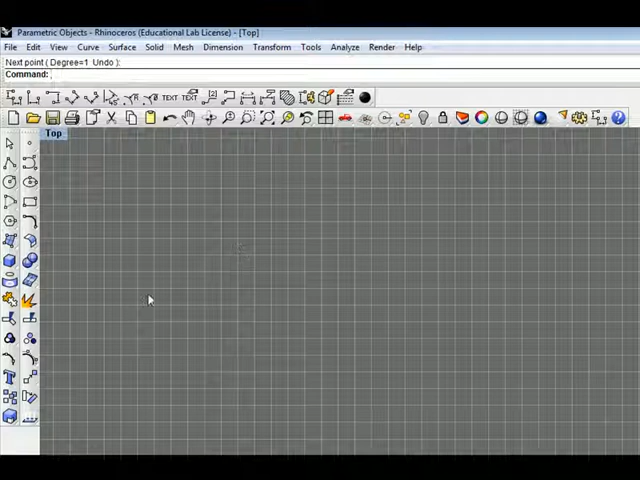 Parametric Objects - Rhinoceros (Educational Lab License) - [Top]
File Edit View Curve Surface Solid Mesh Dimension Transform Tools Analyze Render Help
Next point ( Degree=1 Undo ):
Command:
TEXT TEXT
Top